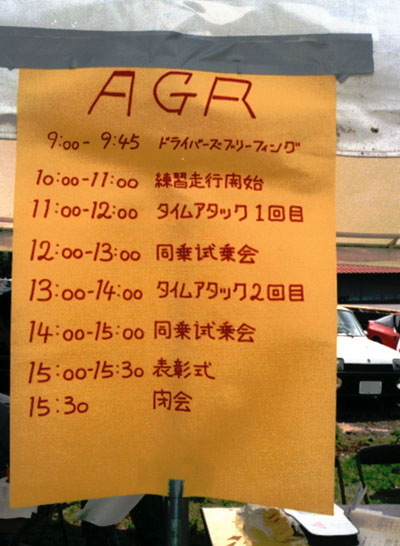 AGR
9:00- 9:45 ドライバーズブリーフィング
10:00-11:00 練習走行開始
11:00-12:00 タイムアタック1回目
12:00-13:00 同乗試乗会
13:00-14:00 タイムアタック2回目
14:00-15:00 同乗試乗会
15:00-15:30 表彰式
15:30 閉会